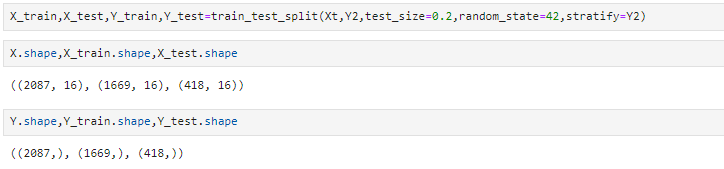 X_train,X_test,Y_train,Y_test=train_test_split(Xt,Y2,test_size=0.2,random_state=42,stratify=Y2)
X.shape,X_train.shape,X_test.shape
((2087, 16), (1669, 16), (418, 16))
Y.shape,Y_train.shape,Y_test.shape
((2087,), (1669,), (418,))